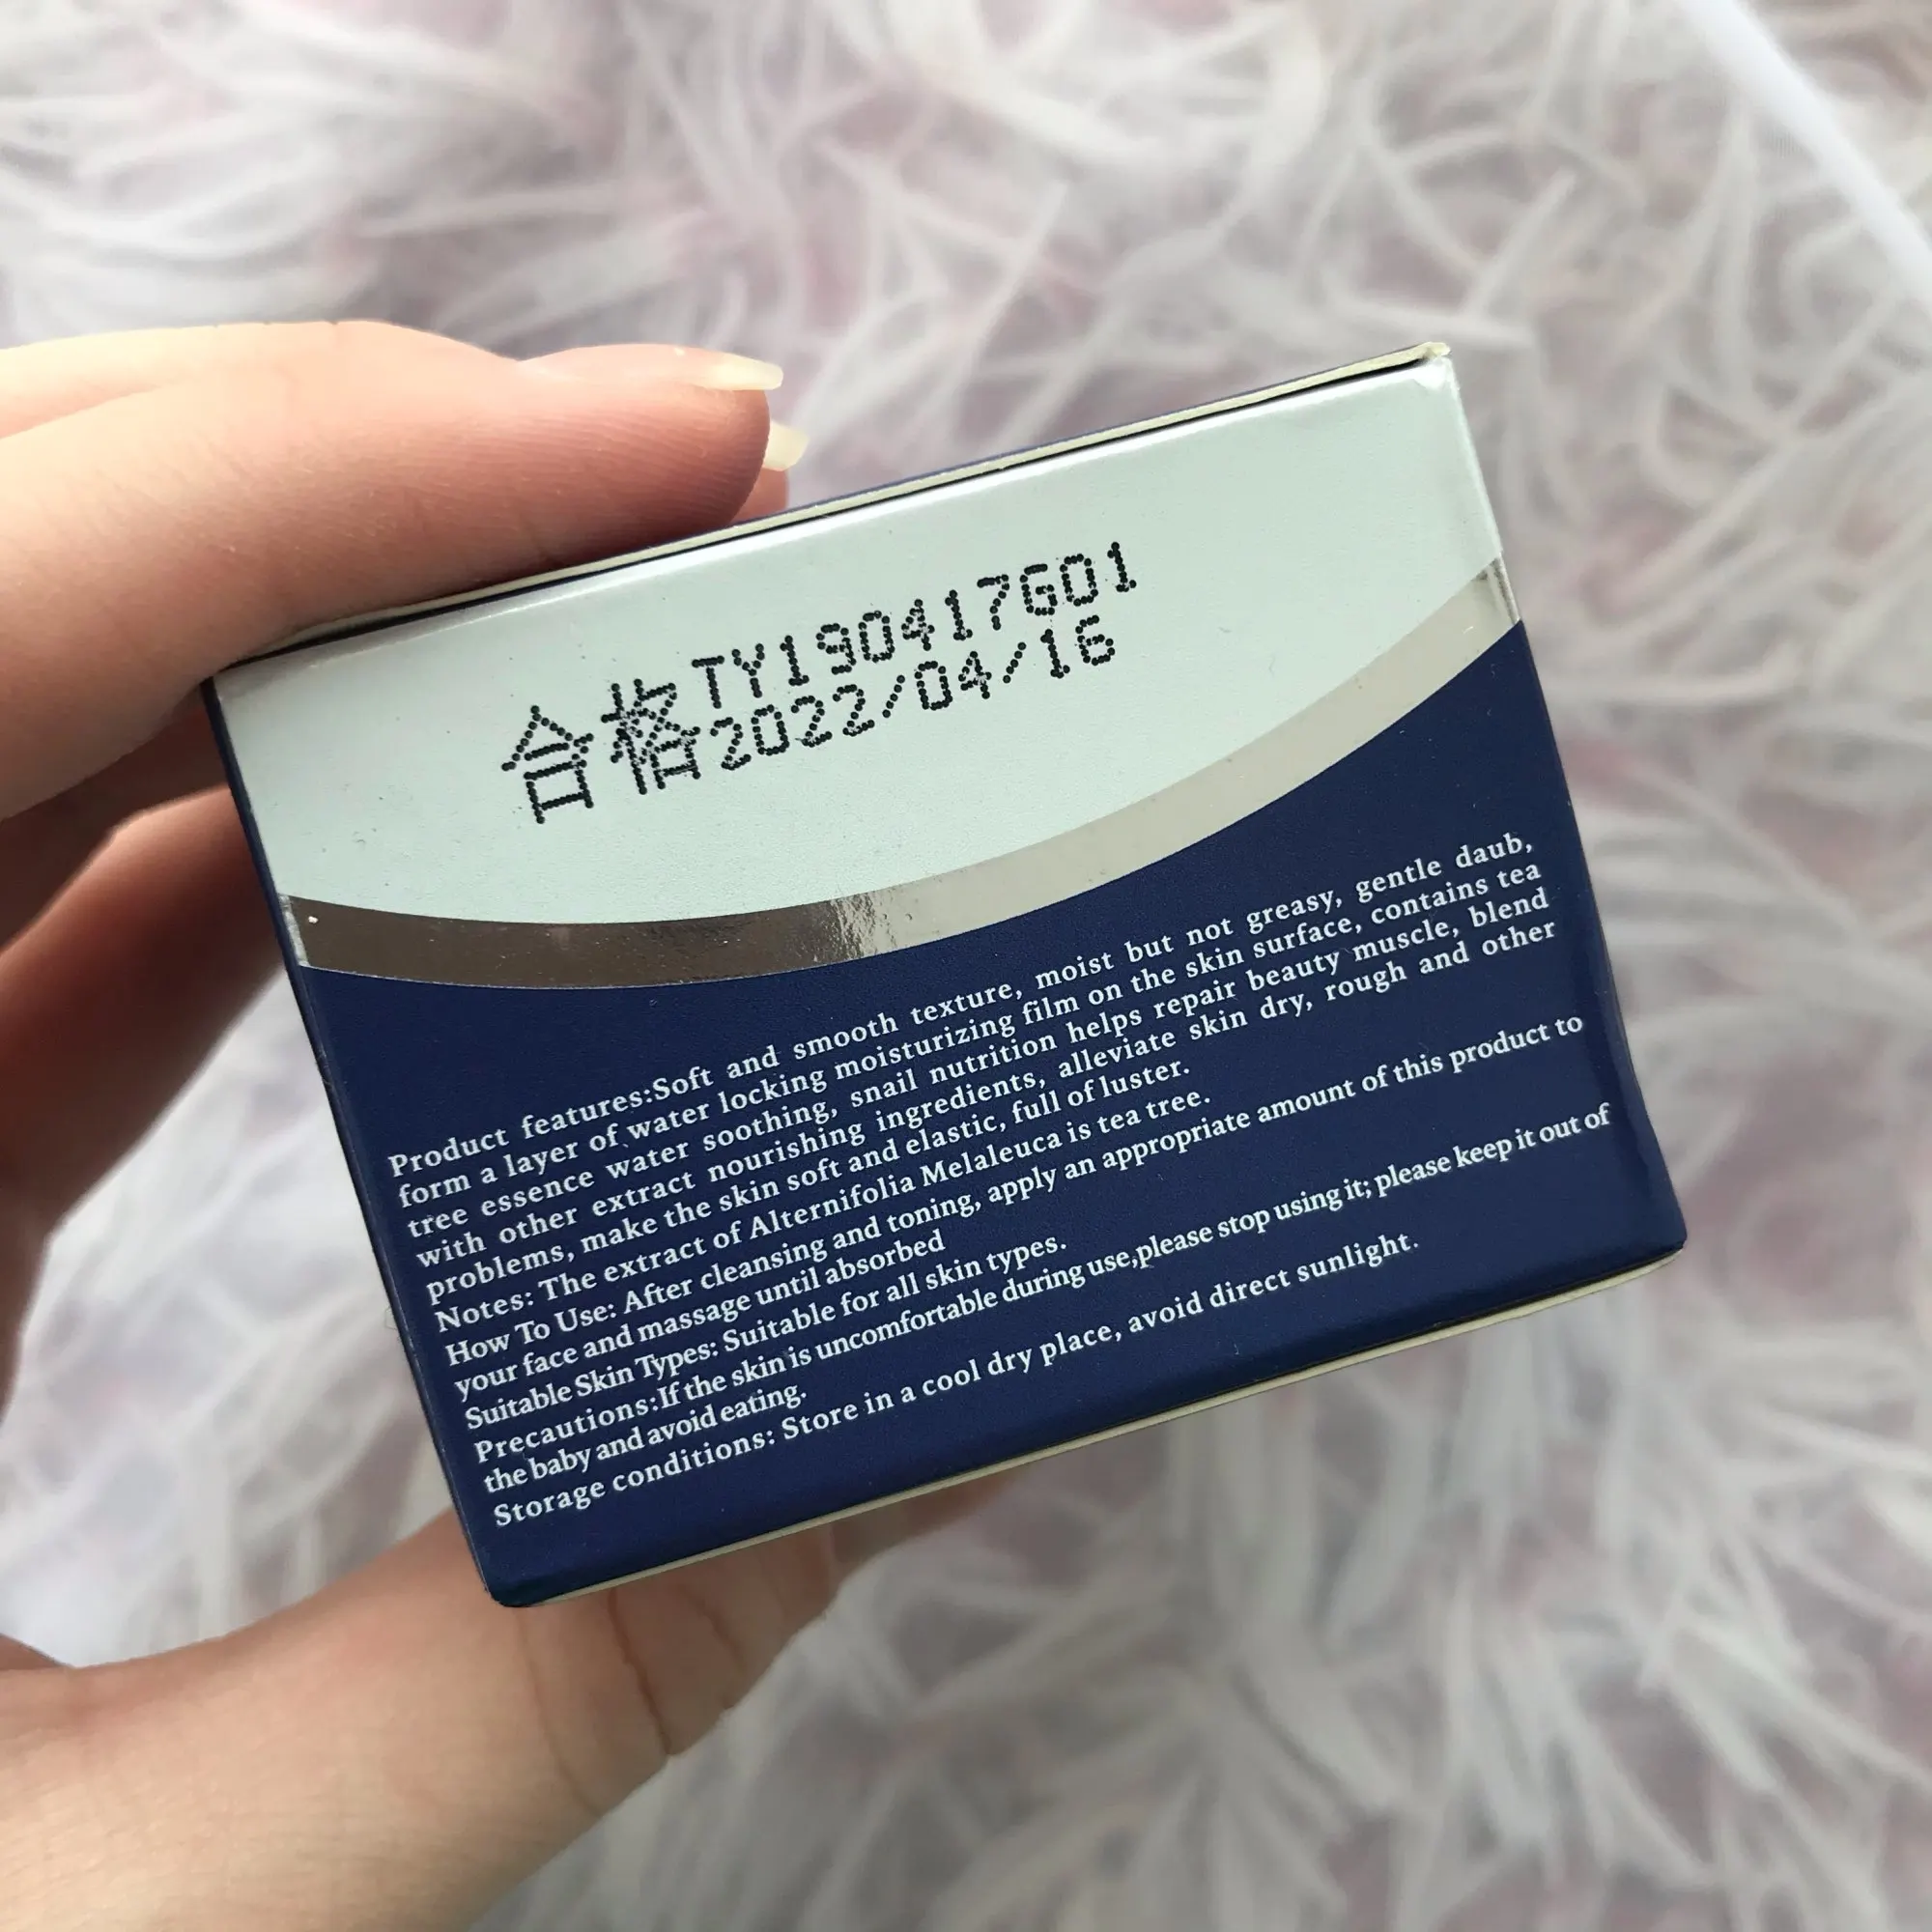 合格
TY190417G01
2022/04/16
Product features:Soft and smooth texture, moist but not greasy, gentle daub,
form a layer of water locking moisturizing film on the skin surface, contains tea
tree essence water soothing, snail nutrition helps repair beauty muscle, blend
with other extract nourishing ingredients, alleviate skin dry, rough and other
problems, make the skin soft and elastic, full of luster.
Notes: The extract of Alternifolia Melaleuca is tea tree.
How To Use: After cleansing and toning, apply an appropriate amount of this product to
your face and massage until absorbed
Suitable Skin Types: Suitable for all skin types.
Precautions:If the skin is uncomfortable during use,please stop using it; please keep it out of
the baby and avoid eating.
Storage conditions: Store in a cool dry place, avoid direct sunlight.